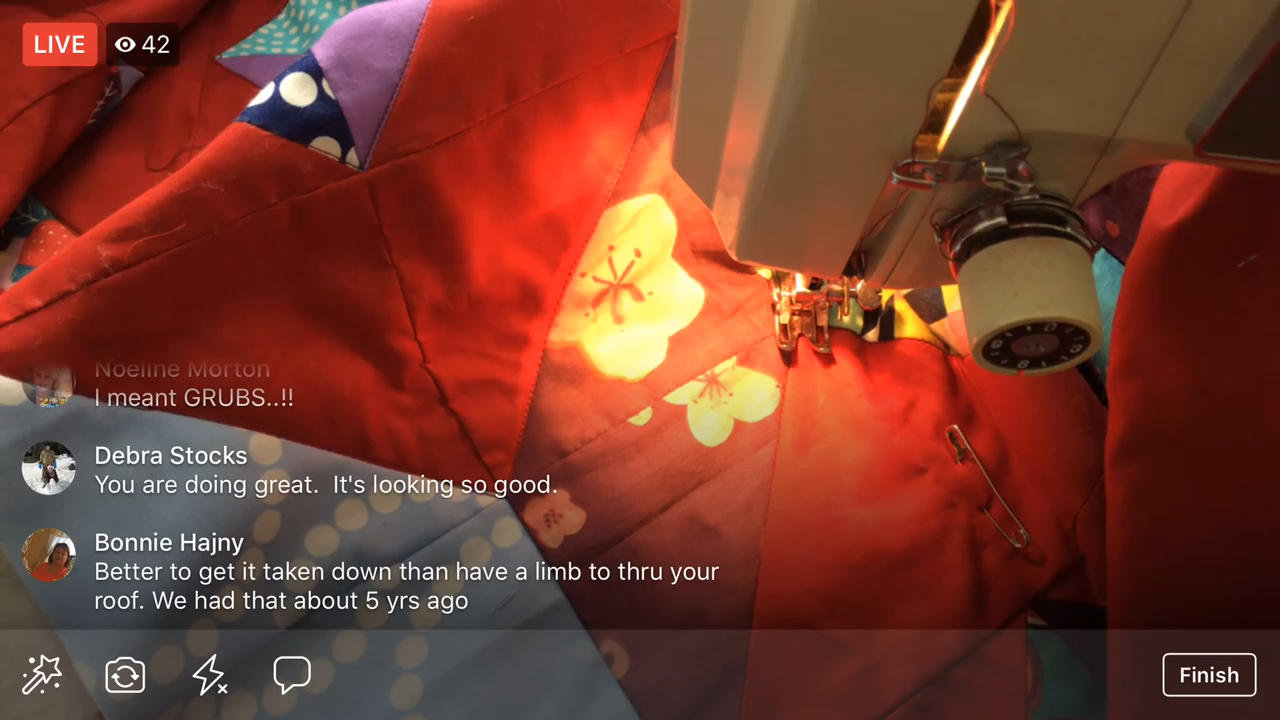 LIVE 42
Noeline Morton
I meant GRUBS..!!
Debra Stocks
You are doing great.  It's looking so good.
Bonnie Hajny
Better to get it taken down than have a limb to thru your
roof. We had that about 5 yrs ago
Finish